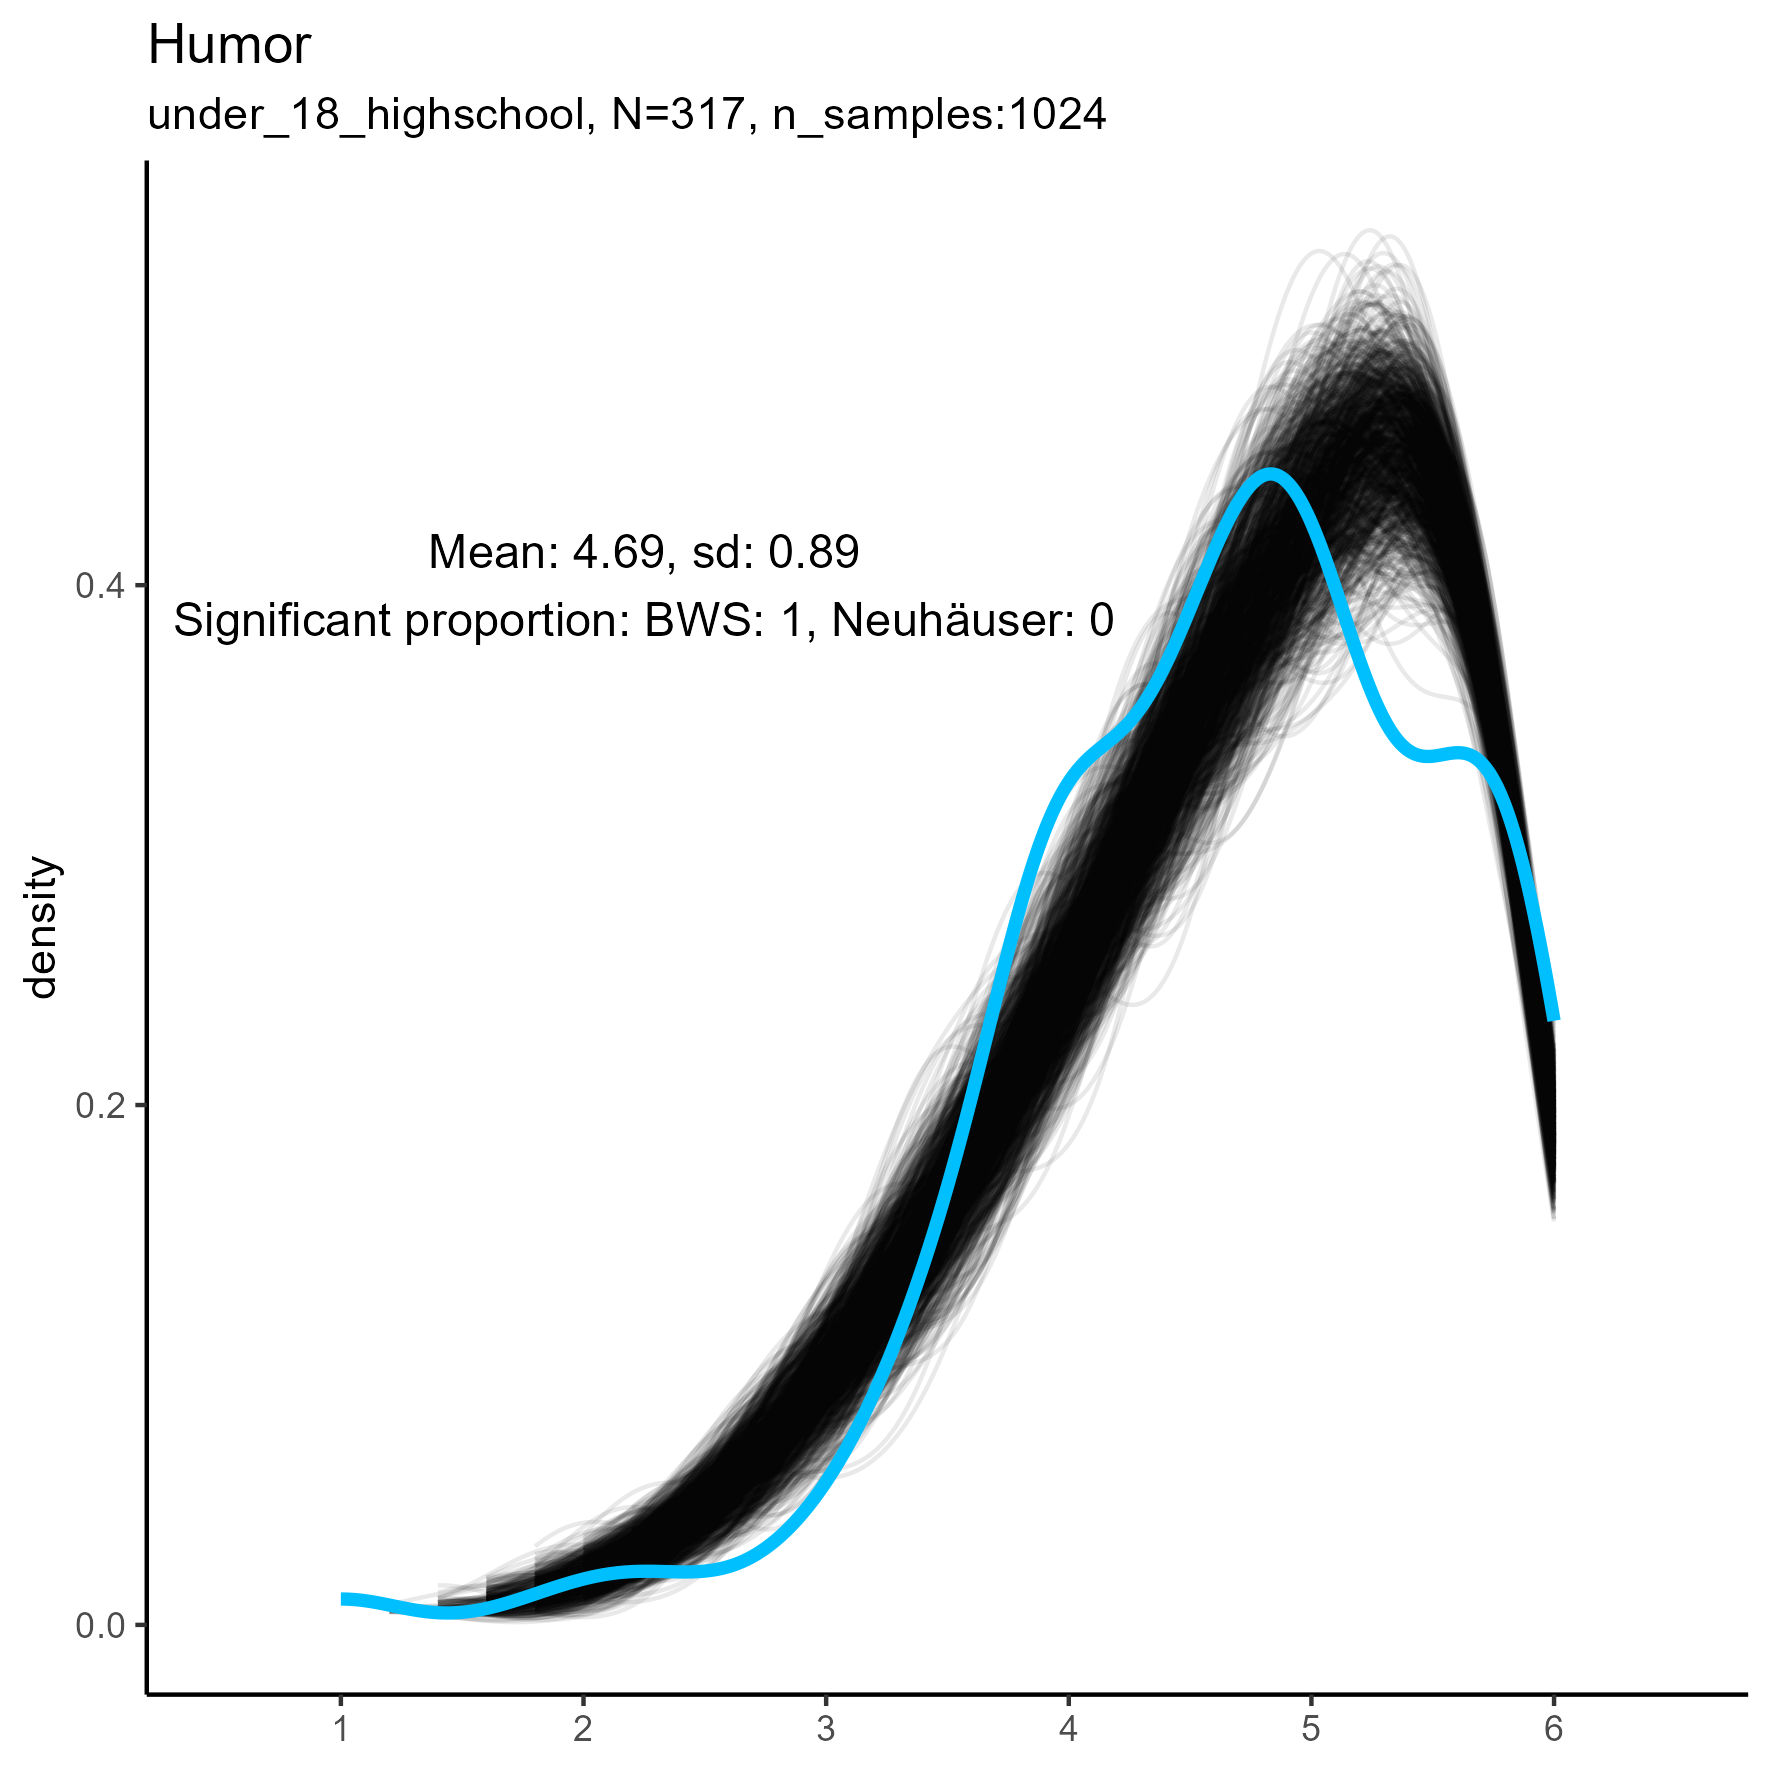 Humor
under_18_highschool, N=317, n_samples:1024
Mean: 4.69, sd: 0.89
Significant proportion: BWS: 1, Neuhäuser: 0
density
0.4
0.2
0.0
1 2 3 4 5 6